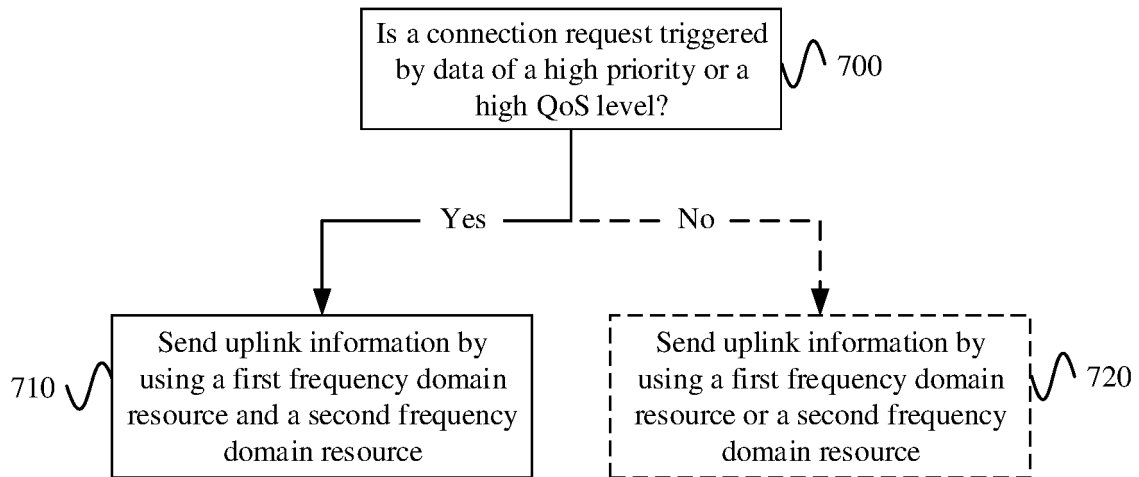 Is a connection request triggered
by data of a high priority or a
high QoS level?
700
Yes
No
Send uplink information by
using a first frequency domain
resource and a second frequency
domain resource
710
Send uplink information by
using a first frequency domain
resource or a second frequency
domain resource
720